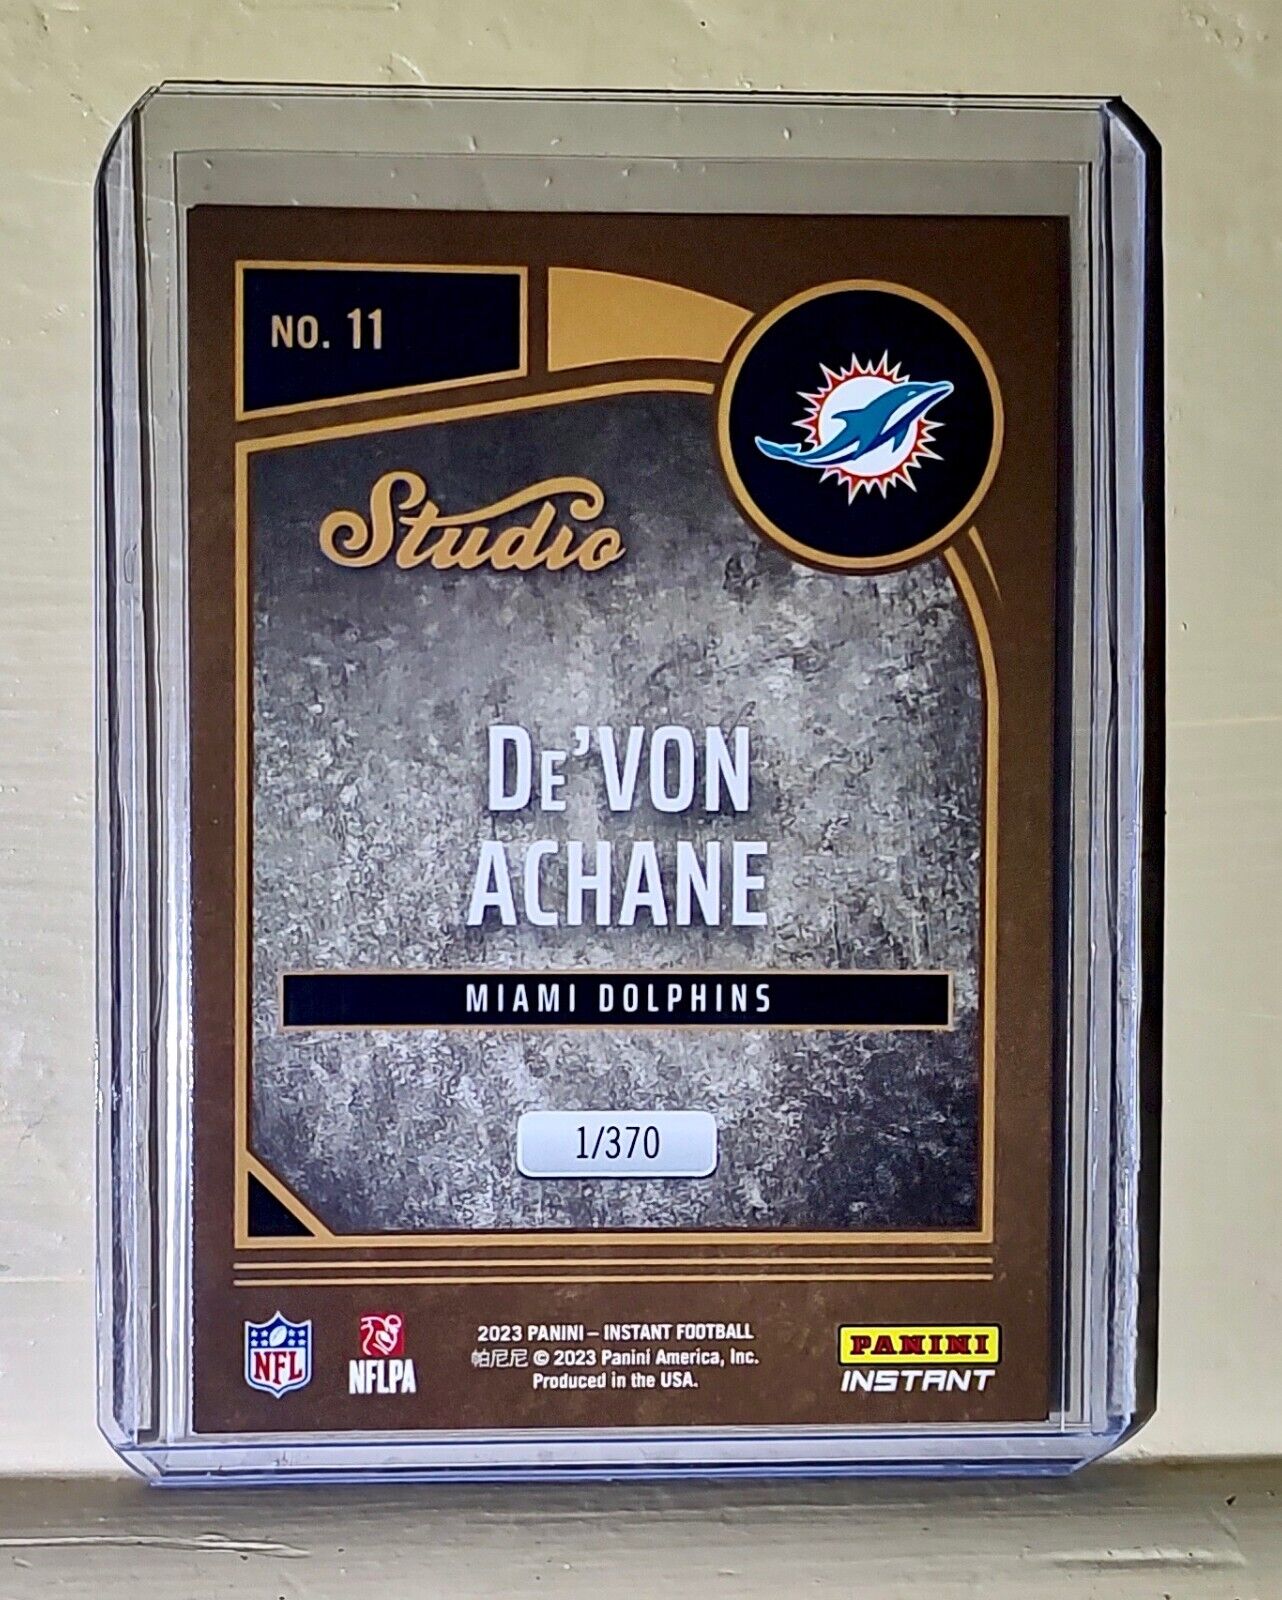 NO. 11
Studio
De'VON
ACHANE
MIAMI DOLPHINS
1/370
NFL
NFLPA
2023 PANINI – INSTANT FOOTBALL
帕尼尼 © 2023 Panini America, Inc.
Produced in the USA.
PANINI
INSTANT